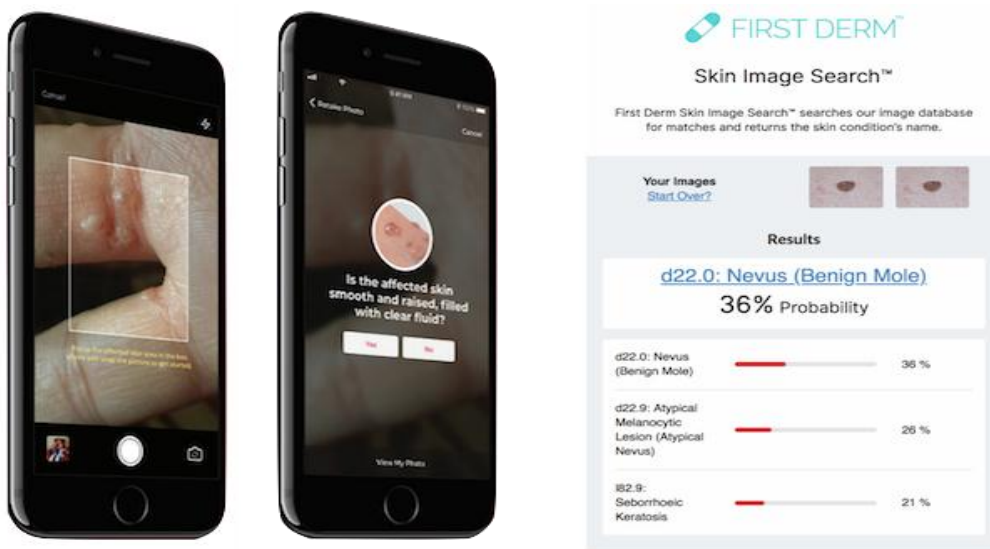 Cancel
Retake Photo
9:41 AM
Cancel
Is the affected skin
smooth and raised, filled
with clear fluid?
Yes
No
View My Photo
FIRST DERM™
Skin Image Search™
First Derm Skin Image Search™ searches our image database
for matches and returns the skin condition's name.
Your Images
Start Over?
Results
d22.0: Nevus (Benign Mole)
36% Probability
d22.0: Nevus
(Benign Mole)
36 %
d22.9: Atypical
Melanocytic
Lesion (Atypical
Nevus)
26 %
l82.9:
Seborrhoeic
Keratosis
21 %